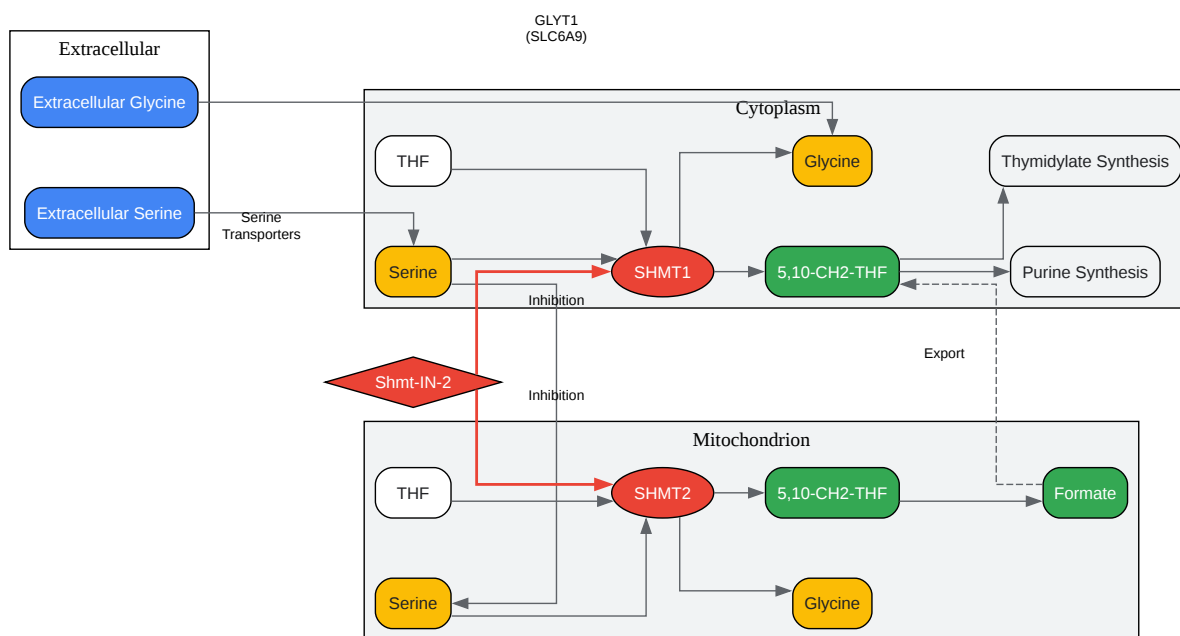 GLYT1
(SLC6A9)
Extracellular
Extracellular Glycine
Extracellular Serine
Serine
Transporters
Cytoplasm
THF
Glycine
Thymidylate Synthesis
Serine
SHMT1
5,10-CH2-THF
Purine Synthesis
Inhibition
Export
Shmt-IN-2
Inhibition
Mitochondrion
THF
SHMT2
5,10-CH2-THF
Formate
Serine
Glycine